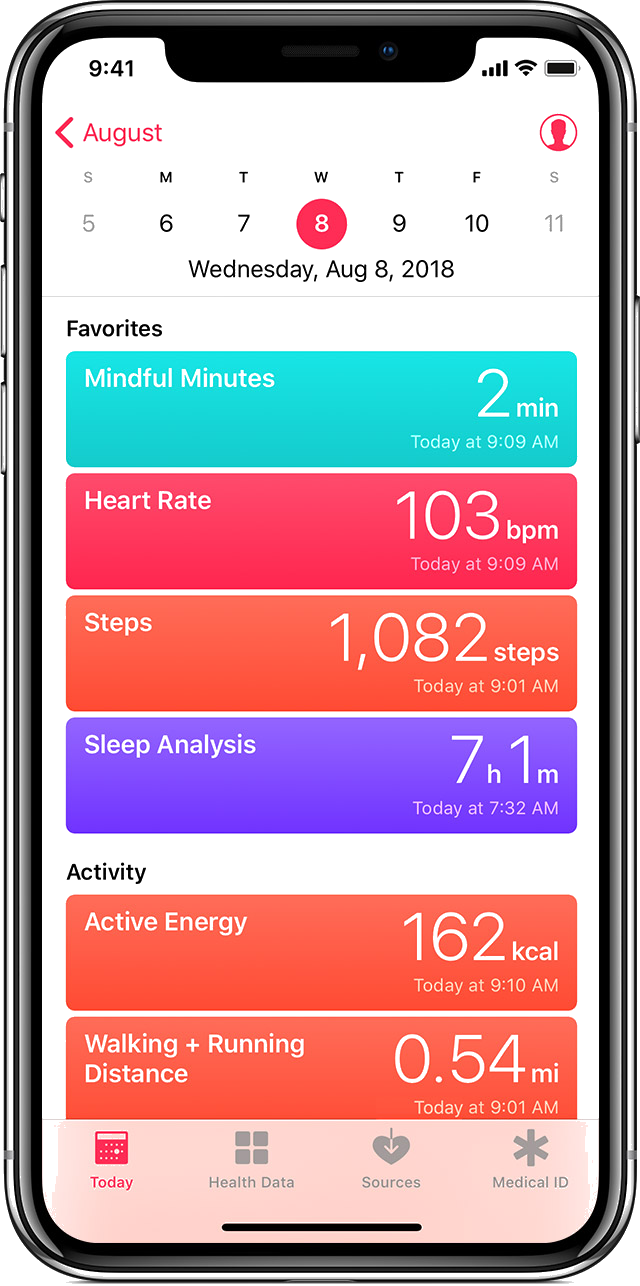 9:41
August
S M T W T F S
5 6 7 8 9 10 11
Wednesday, Aug 8, 2018
Favorites
Mindful Minutes
2 min
Today at 9:09 AM
Heart Rate
103 bpm
Today at 9:09 AM
Steps
1,082 steps
Today at 9:01 AM
Sleep Analysis
7h 1m
Today at 7:32 AM
Activity
Active Energy
162 kcal
Today at 9:10 AM
Walking + Running
Distance
0.54 mi
Today at 9:01 AM
Today Health Data Sources Medical ID